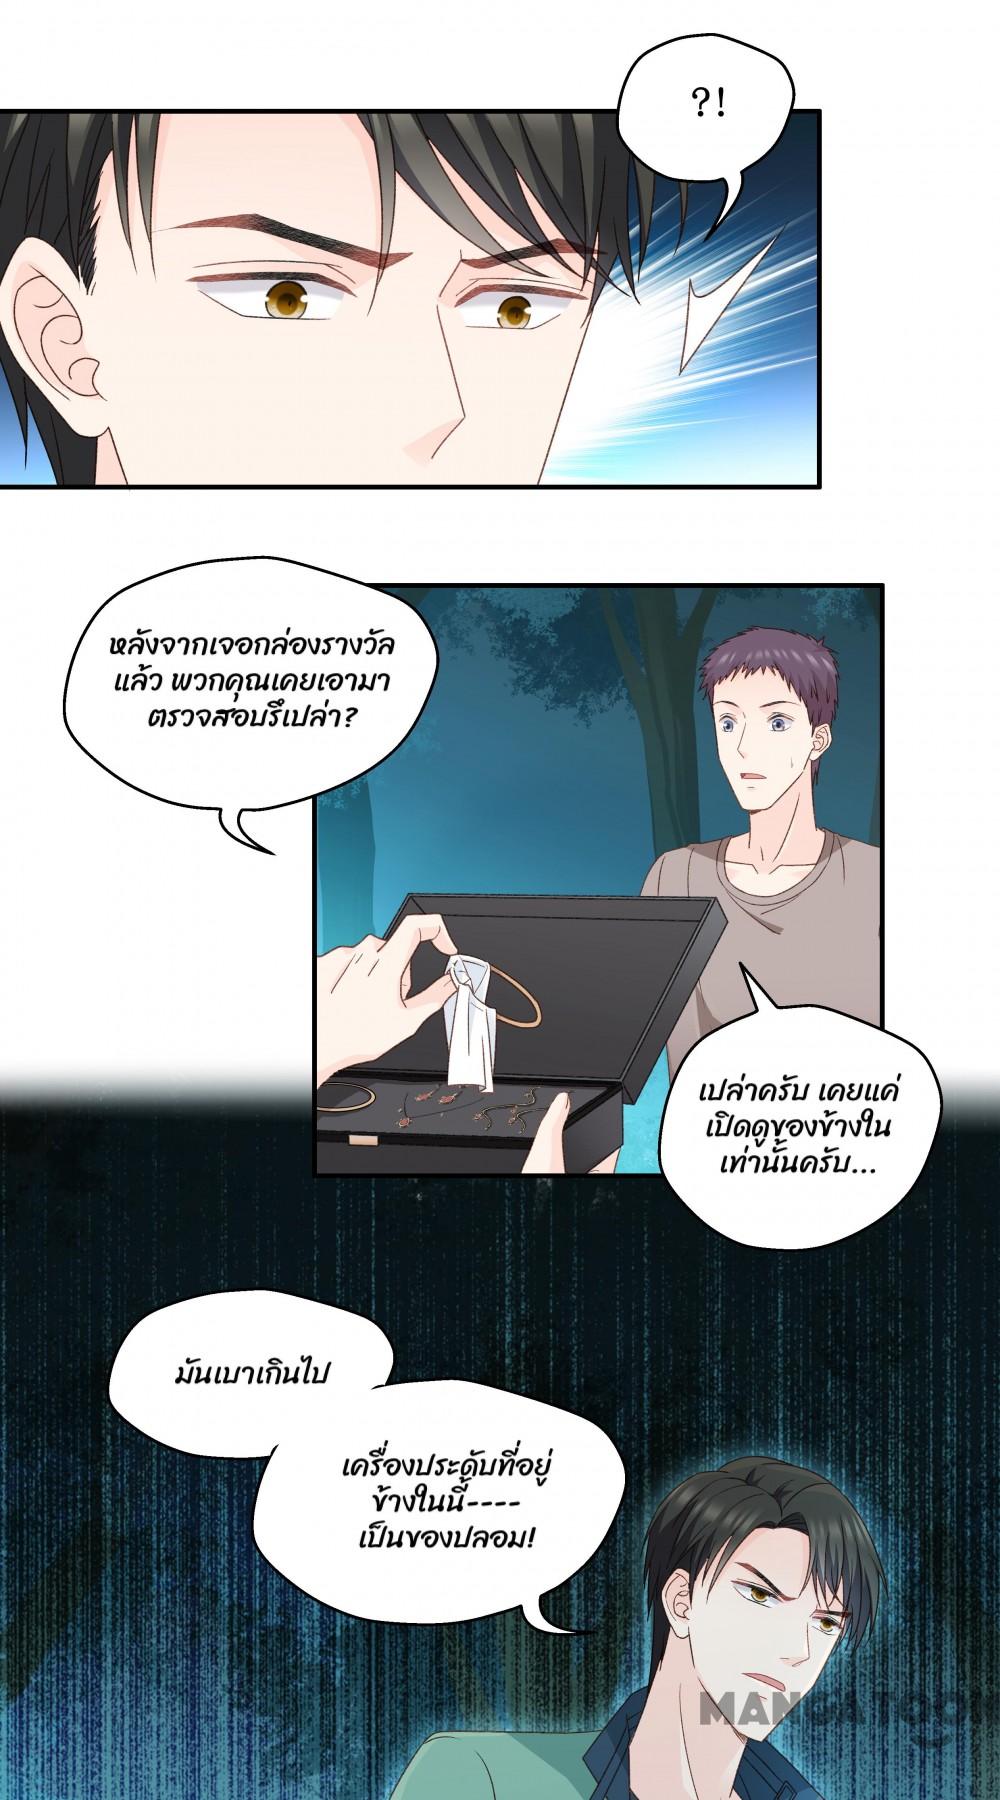 ?!
หลังจากเจอกล่องรางวัล
แล้ว พวกคุณเคยเอามา
ตรวจสอบรึเปล่า?
เปล่าครับ เคยแค่
เปิดดูของข้างใน
เท่านั้นครับ...
มันเบาเกินไป
เครื่องประดับที่อยู่
ข้างในนี้----
เป็นของปลอม!
MANGATOON